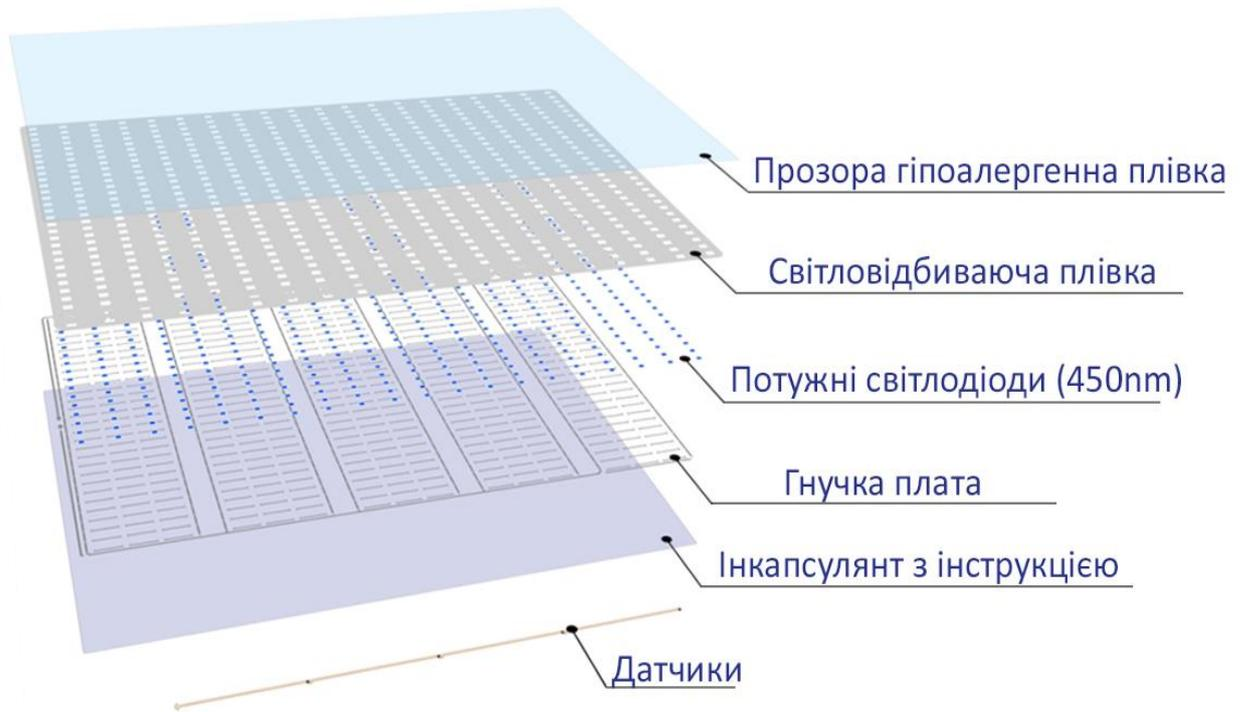 Прозора гіпоалергенна плівка
Світловідбиваюча плівка
Потужні світлодіоди (450nm)
Гнучка плата
Інкапсулянт з інструкцією
Датчики